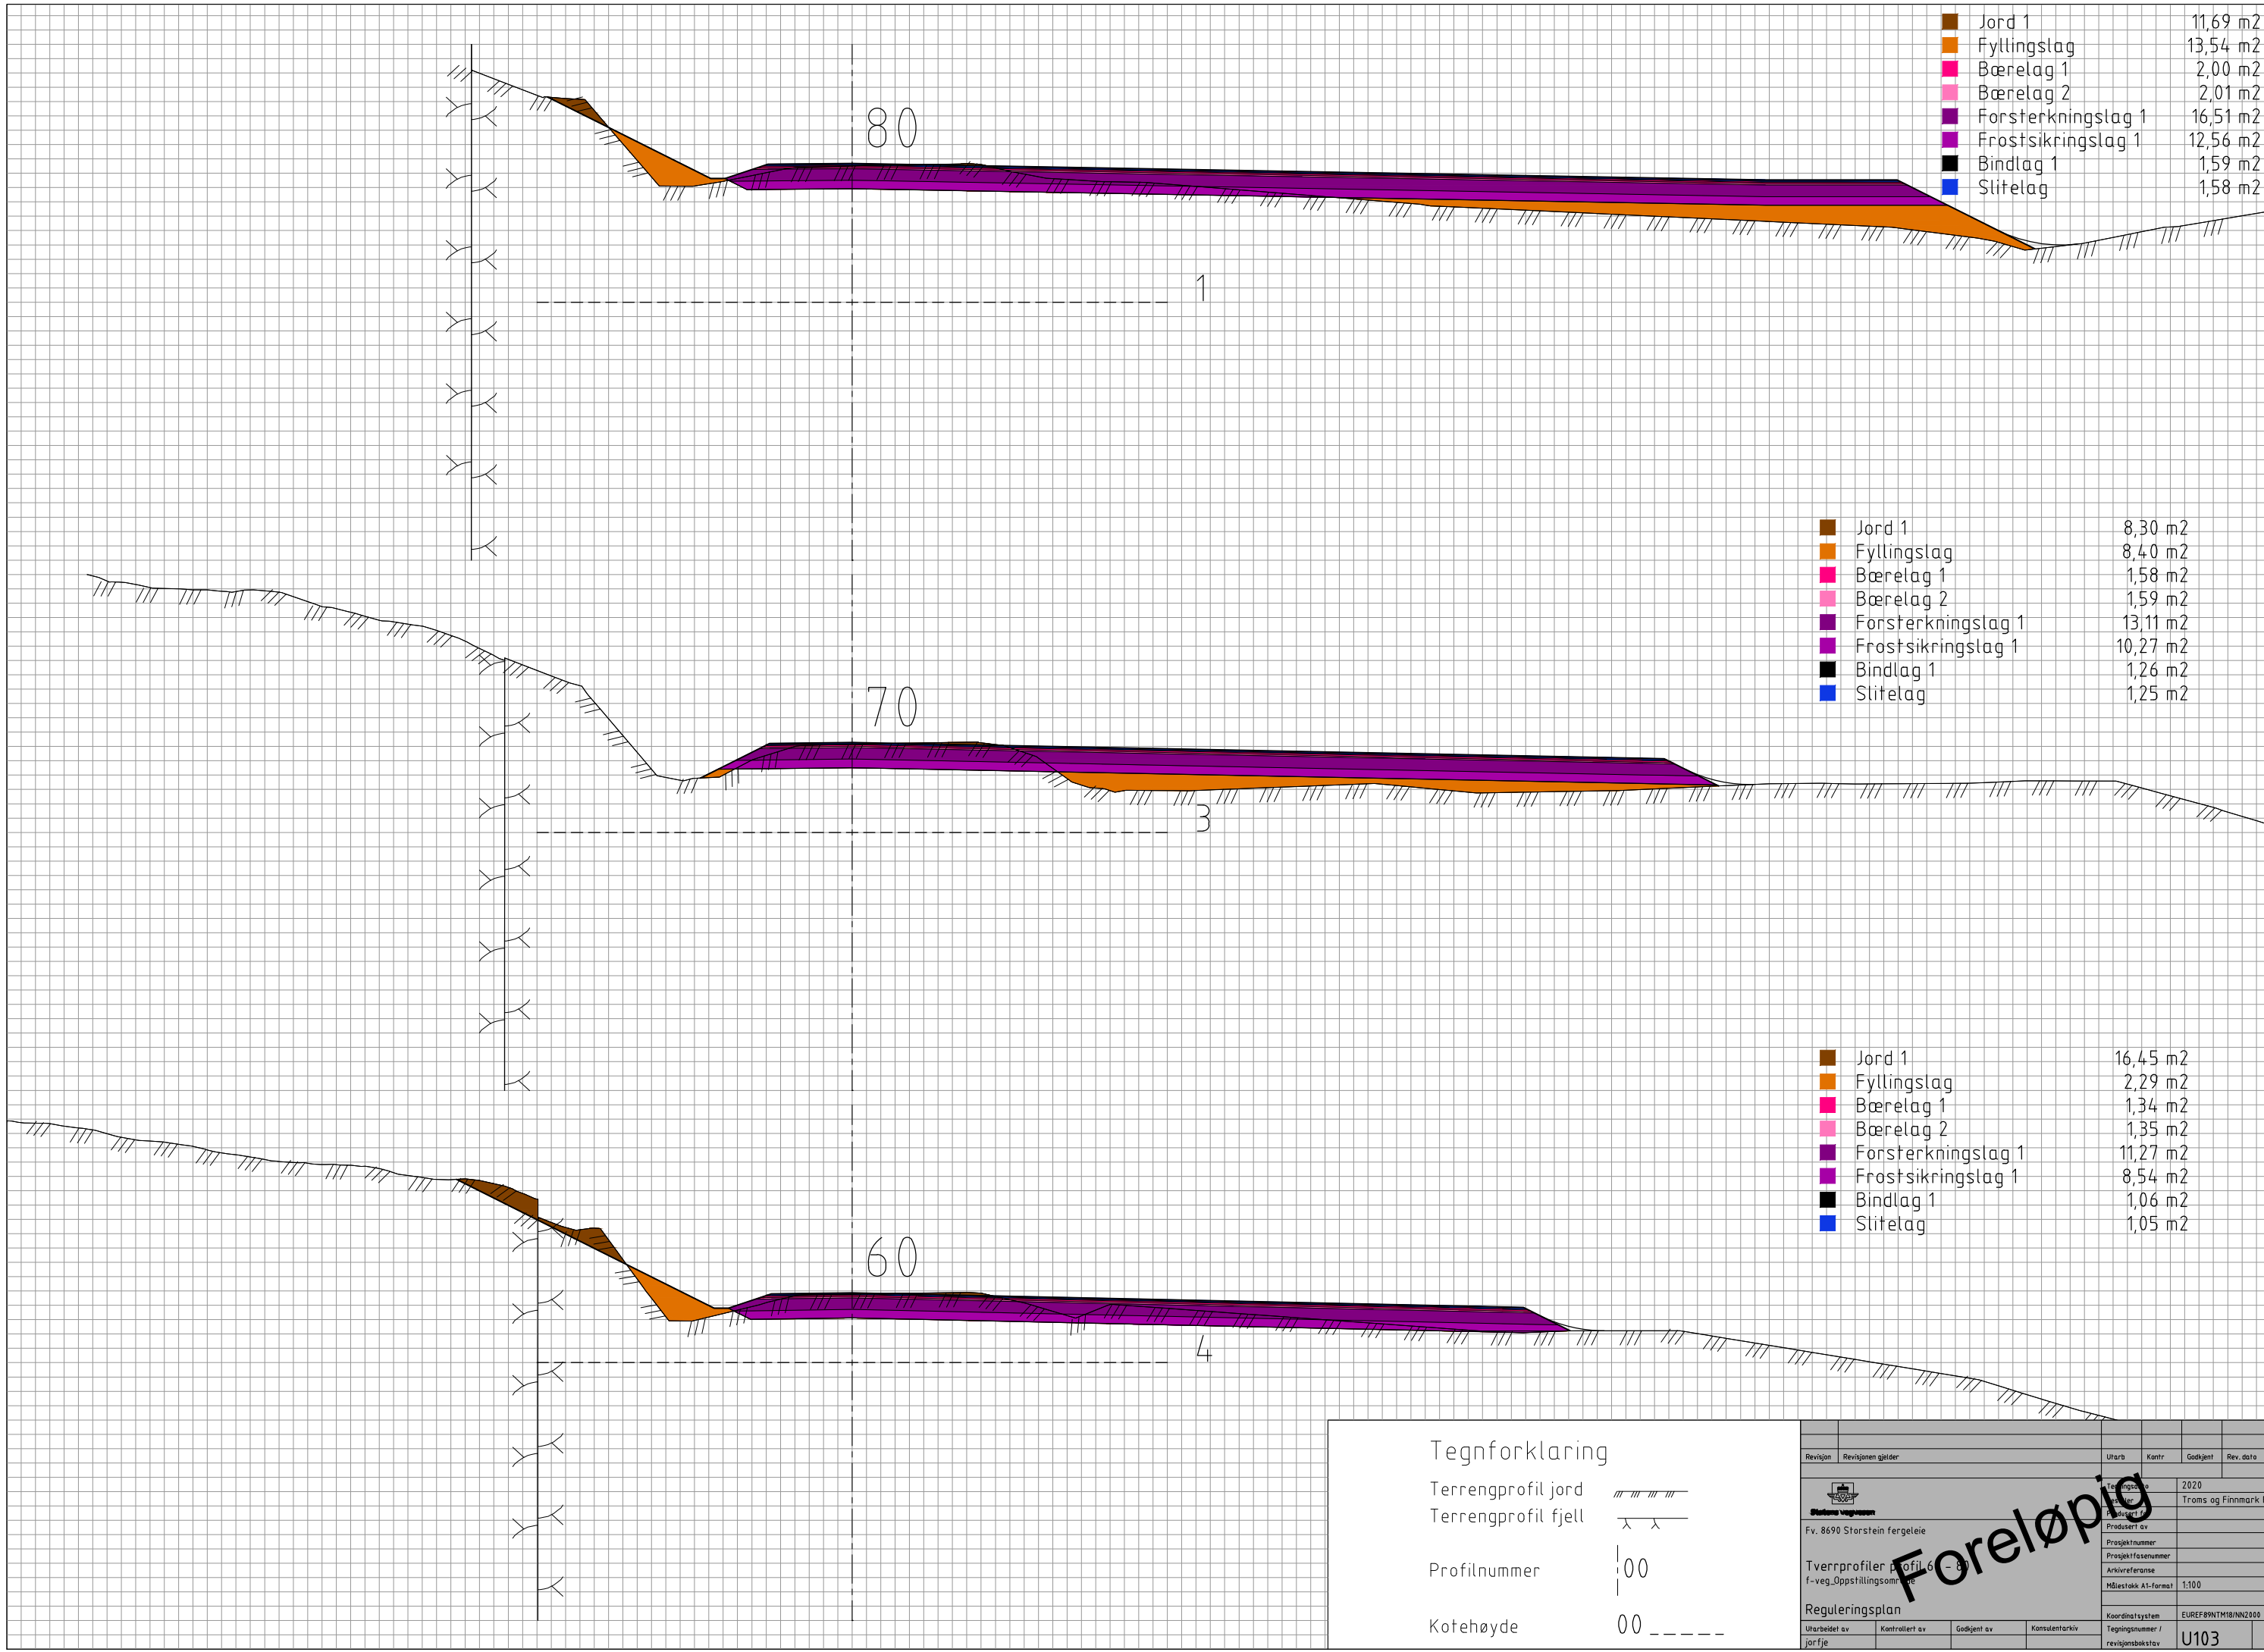 Jord 1 11,69 m2
Fyllingslag 13,54 m2
Bærelag 1 2,00 m2
Bærelag 2 2,01 m2
Forsterkningslag 1 16,51 m2
Frostsikringslag 1 12,56 m2
Bindlag 1 1,59 m2
Slitelag 1,58 m2
80
1
Jord 1 8,30 m2
Fyllingslag 8,40 m2
Bærelag 1 1,58 m2
Bærelag 2 1,59 m2
Forsterkningslag 1 13,11 m2
Frostsikringslag 1 10,27 m2
Bindlag 1 1,26 m2
Slitelag 1,25 m2
70
3
Jord 1 16,45 m2
Fyllingslag 2,29 m2
Bærelag 1 1,34 m2
Bærelag 2 1,35 m2
Forsterkningslag 1 11,27 m2
Frostsikringslag 1 8,54 m2
Bindlag 1 1,06 m2
Slitelag 1,05 m2
60
4
Tegnforklaring
Terrengprofil jord
Terrengprofil fjell
Profilnummer 00
Kotehøyde 00
Revisjon Revisjonen gjelder Utarb Kontr Godkjent Rev. dato
2020
Troms og Finnmark
Statens vegvesen
Produsert av
Fv. 8690 Storstein fergeleie
Prosjektnummer
Prosjektfasenummer
Tverrprofiler profil 60 - 80
Arkivreferanse
f-veg_Oppstillingsområde
Målestokk A1-format 1:100
Foreløpig
Reguleringsplan
Koordinatsystem EUREF89NTM18/NN2000
Utarbeidet av Kontrollert av Godkjent av Konsulentarkiv Tegningsnummer /
jorfje revisjonsbokstav U103